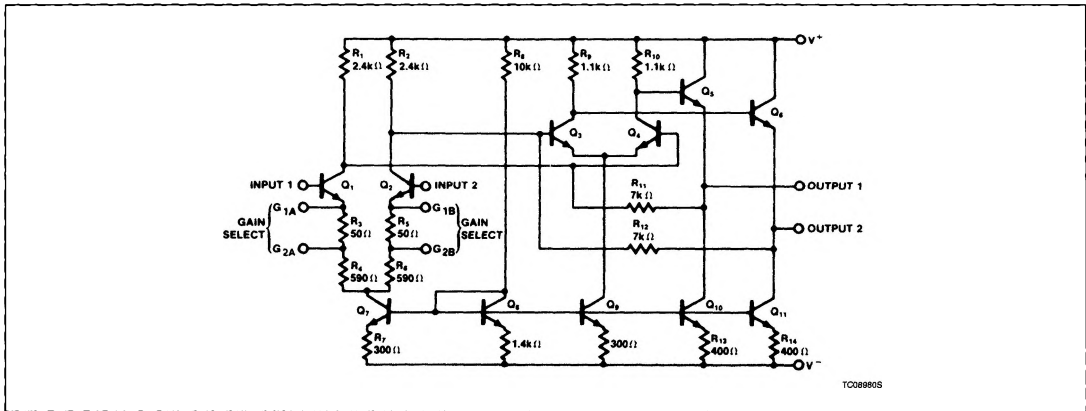 V+
R1
2.4kΩ
R2
2.4kΩ
R8
10kΩ
R9
1.1kΩ
R10
1.1kΩ
Q5
Q6
Q3
Q4
INPUT 1
Q1
Q2
INPUT 2
G1A
G1B
GAIN
SELECT
R3
50Ω
R5
50Ω
GAIN
SELECT
G2A
G2B
R4
590Ω
R6
590Ω
R11
7kΩ
OUTPUT 1
R12
7kΩ
OUTPUT 2
Q7
Q8
Q9
Q10
Q11
R7
300Ω
1.4kΩ
300Ω
R13
400Ω
R14
400Ω
V−
TC08980S